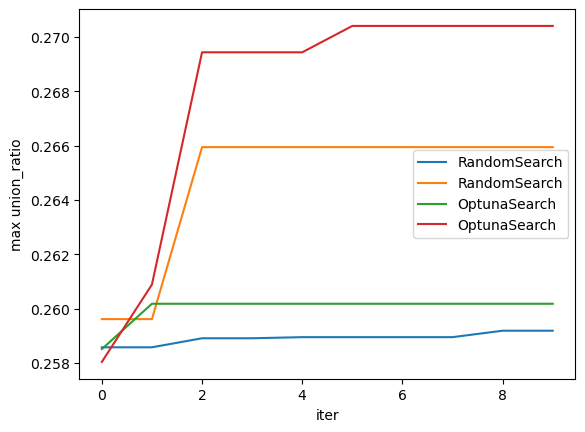 0.270
0.268
0.266
0.264
0.262
0.260
0.258
max union_ratio
RandomSearch
RandomSearch
OptunaSearch
OptunaSearch
0 2 4 6 8
iter